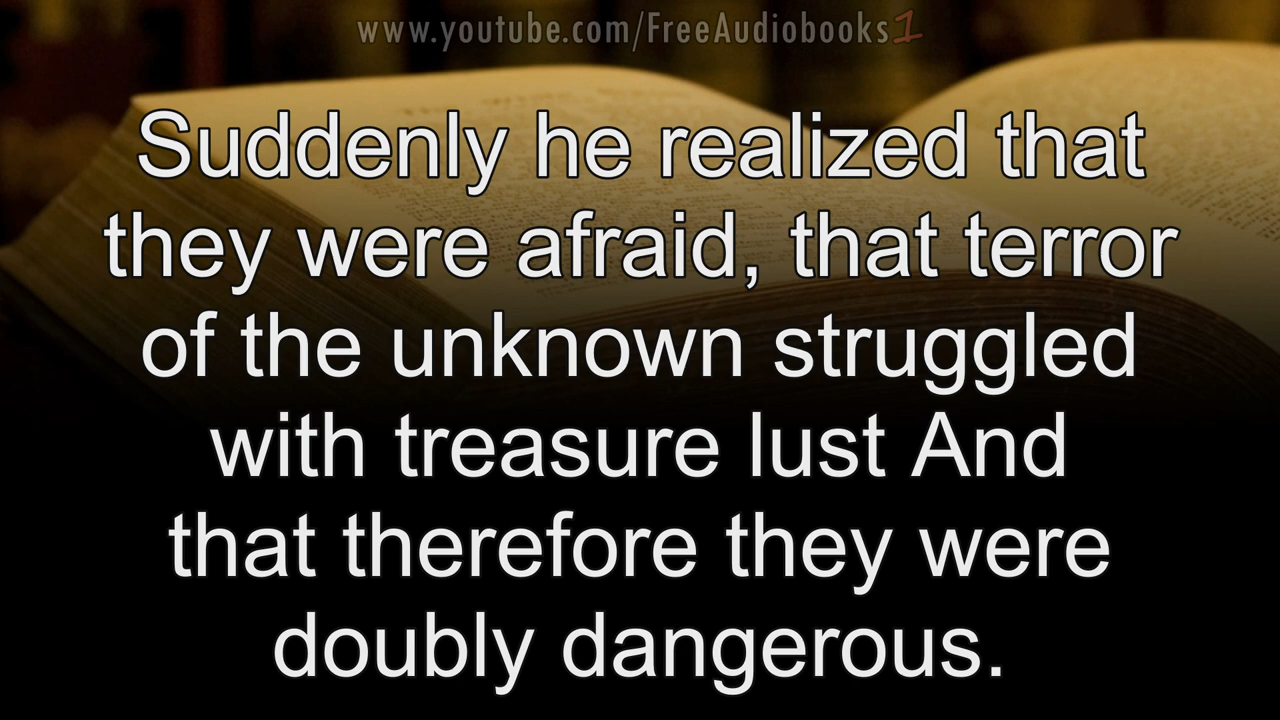 www.youtube.com/FreeAudiobooks1
Suddenly he realized that
they were afraid, that terror
of the unknown struggled
with treasure lust And
that therefore they were
doubly dangerous.